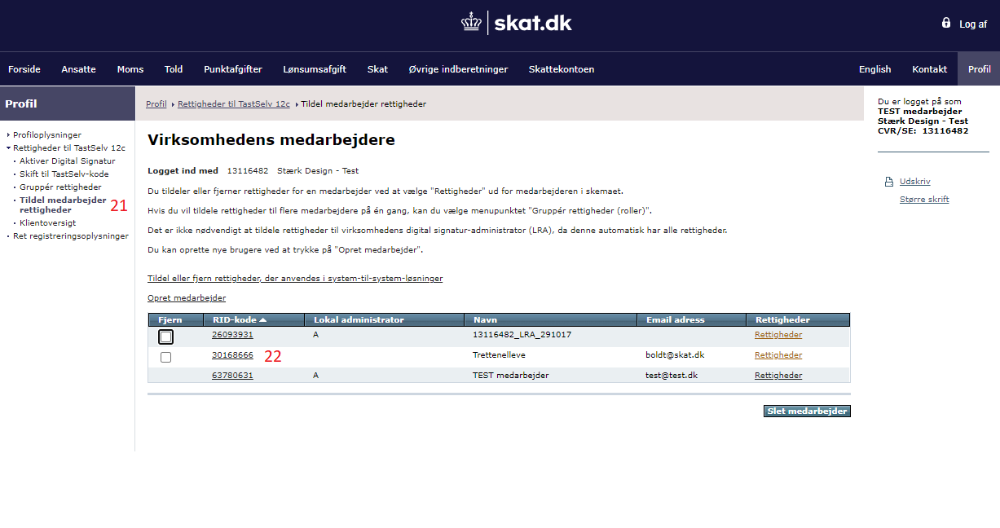 skat.dk
Log af
Forside Ansatte Moms Told Punktafgifter Lønsumsafgift Skat Øvrige indberetninger Skattekontoen English Kontakt Profil
Profil
Profiloplysninger
Rettigheder til TastSelv 12c
Aktiver Digital Signatur
Skift til TastSelv-kode
Gruppér rettigheder
Tildel medarbejder
rettigheder
21
Klientoversigt
Ret registreringsoplysninger
Profil Rettigheder til TastSelv 12c Tildel medarbejder rettigheder
Virksomhedens medarbejdere
Logget ind med 13116482 Stærk Design - Test
Du tildeler eller fjerner rettigheder for en medarbejder ved at vælge "Rettigheder" ud for medarbejderen i skemaet.
Hvis du vil tildele rettigheder til flere medarbejdere på én gang, kan du vælge menupunktet "Gruppér rettigheder (roller)".
Det er ikke nødvendigt at tildele rettigheder til virksomhedens digital signatur-administrator (LRA), da denne automatisk har alle rettigheder.
Du kan oprette nye brugere ved at trykke på "Opret medarbejder".
Tildel eller fjern rettigheder, der anvendes i system-til-system-løsninger
Opret medarbejder
Fjern RID-kode Lokal administrator Navn Email adress Rettigheder
26093931 A 13116482_LRA_291017 Rettigheder
30168666 22 Trettenelleve boldt@skat.dk Rettigheder
63780631 A TEST medarbejder test@test.dk Rettigheder
Slet medarbejder
Du er logget på som
TEST medarbejder
Stærk Design - Test
CVR/SE: 13116482
Udskriv
Større skrift